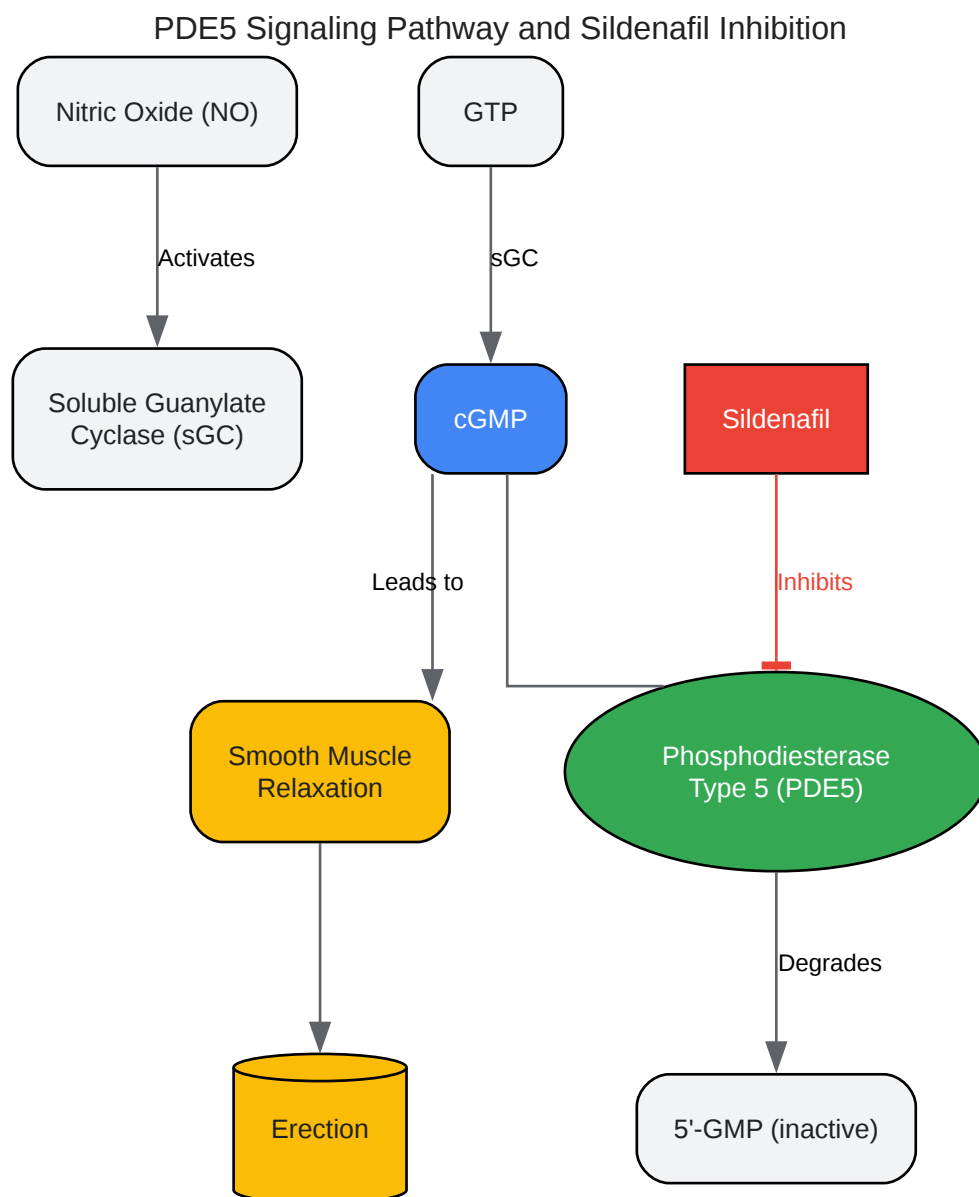 PDE5 Signaling Pathway and Sildenafil Inhibition
Nitric Oxide (NO)
GTP
Activates
sGC
Soluble Guanylate
Cyclase (sGC)
cGMP
Sildenafil
Leads to
Inhibits
Smooth Muscle
Relaxation
Phosphodiesterase
Type 5 (PDE5)
Degrades
Erection
5'-GMP (inactive)